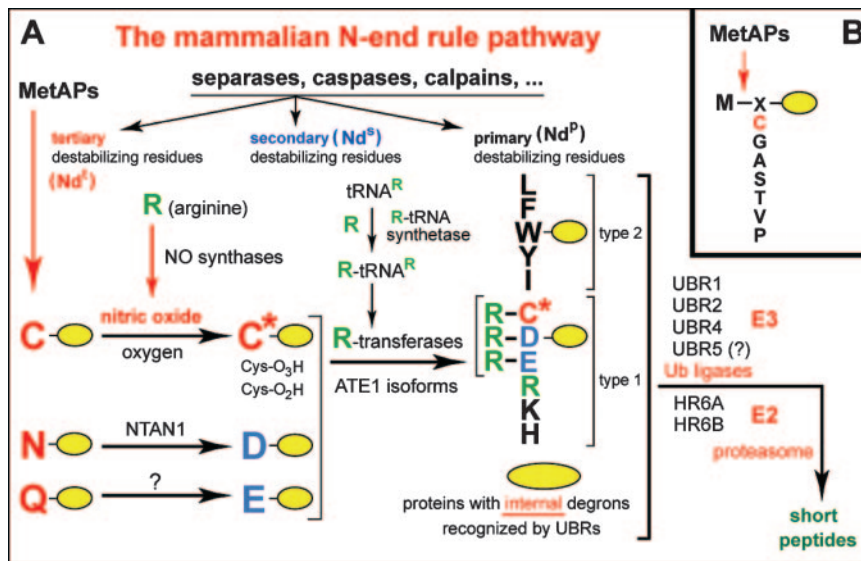 A
The mammalian N-end rule pathway
MetAPs
separases, caspases, calpains, ...
tertiary
destabilizing residues
(Ndᵗ)
secondary (Ndˢ)
destabilizing residues
primary (Ndᵖ)
destabilizing residues
R (arginine)
NO synthases
tRNAᴿ
R
R-tRNA
synthetase
R-tRNAᴿ
L
F
W
Y
I
type 2
C
nitric oxide
oxygen
C*
Cys-O₃H
Cys-O₂H
R-transferases
ATE1 isoforms
R-C*
R-D
R-E
R
K
H
type 1
N
NTAN1
D
Q
?
E
proteins with internal degrons
recognized by UBRs
UBR1
UBR2
UBR4
UBR5 (?)
E3
Ub ligases
HR6A
HR6B
E2
proteasome
short
peptides
B
MetAPs
M-X
C
G
A
S
T
V
P